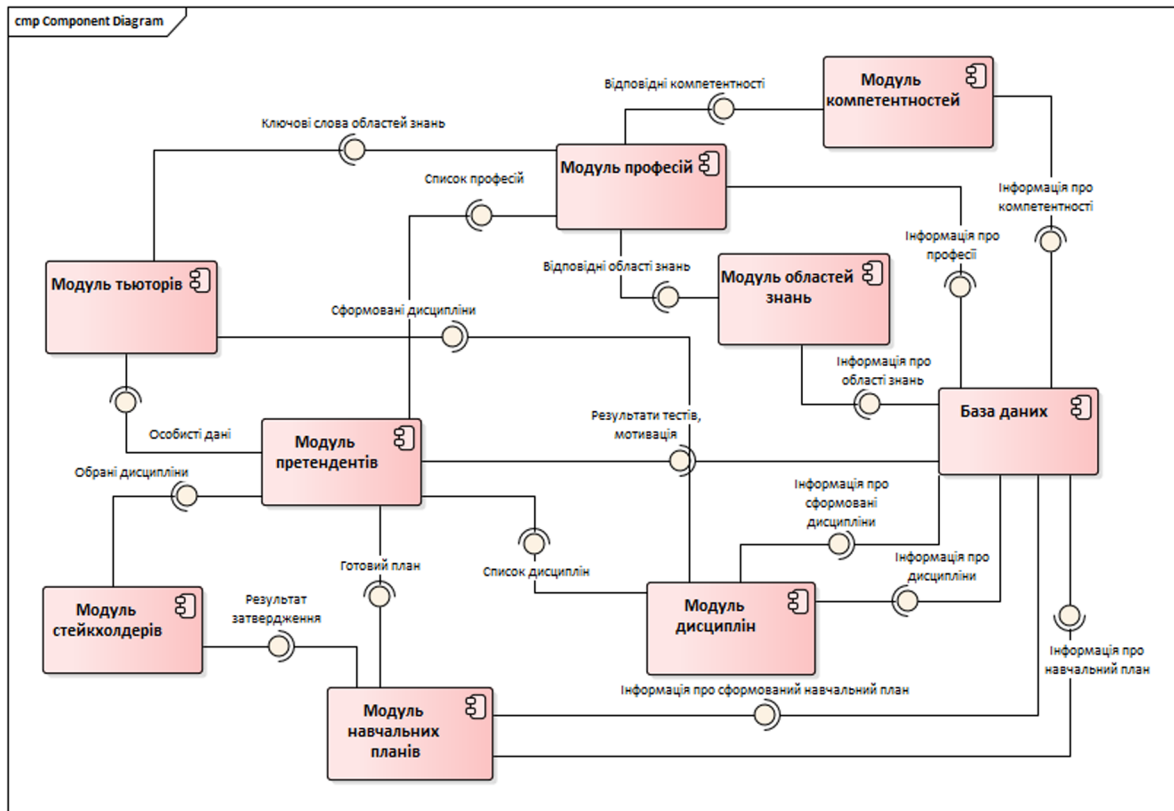 cmp Component Diagram
Відповідні компетентності
Модуль
компетентностей
Ключові слова областей знань
Модуль професій
Список професій
Інформація про
компетентності
Інформація про
професії
Відповідні області знань
Модуль областей
знань
Модуль тьюторів
Сформовані дисципліни
Інформація про
області знань
База даних
Результати тестів,
мотивація
Особисті дані
Модуль
претендентів
Обрані дисципліни
Інформація про
сформовані
дисципліни
Готовий план
Список дисциплін
Інформація про
дисципліни
Модуль
стейкхолдерів
Результат
затвердження
Модуль
дисциплін
Інформація про
навчальний план
Інформація про сформований навчальний план
Модуль
навчальних
планів